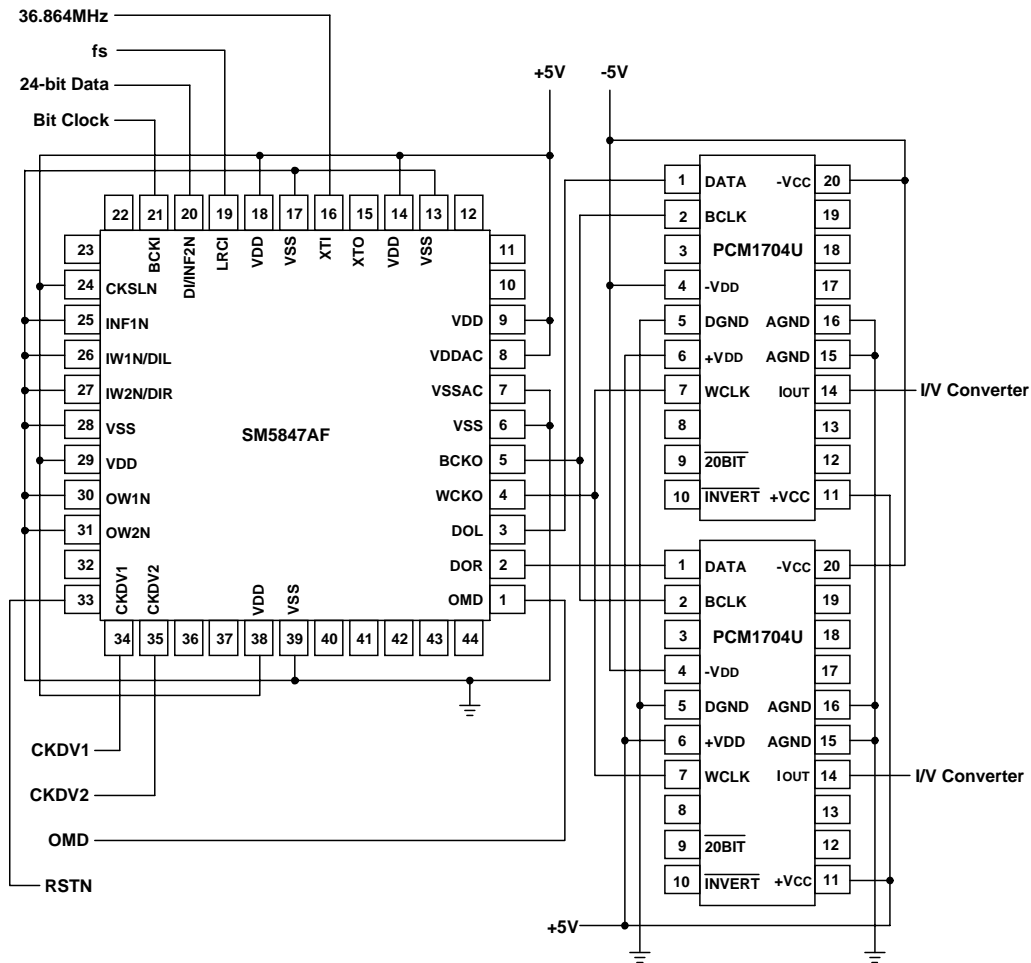 36.864MHz
fs
24-bit Data
Bit Clock
+5V
-5V
22 21 20 19 18 17 16 15 14 13 12
BCKI DI/INF2N LRCI VDD VSS XTI XTO VDD VSS
23
24 CKSLN
25 INF1N
26 IW1N/DIL
27 IW2N/DIR
28 VSS
29 VDD
30 OW1N
31 OW2N
32
33
SM5847AF
11
10
VDD 9
VDDAC 8
VSSAC 7
VSS 6
BCKO 5
WCKO 4
DOL 3
DOR 2
OMD 1
CKDV1 CKDV2 VDD VSS
34 35 36 37 38 39 40 41 42 43 44
CKDV1
CKDV2
OMD
RSTN
1 DATA -VCC 20
2 BCLK 19
3 PCM1704U 18
4 -VDD 17
5 DGND AGND 16
6 +VDD AGND 15
7 WCLK IOUT 14
8 13
9 20BIT 12
10 INVERT +VCC 11
I/V Converter
1 DATA -VCC 20
2 BCLK 19
3 PCM1704U 18
4 -VDD 17
5 DGND AGND 16
6 +VDD AGND 15
7 WCLK IOUT 14
8 13
9 20BIT 12
10 INVERT +VCC 11
I/V Converter
+5V